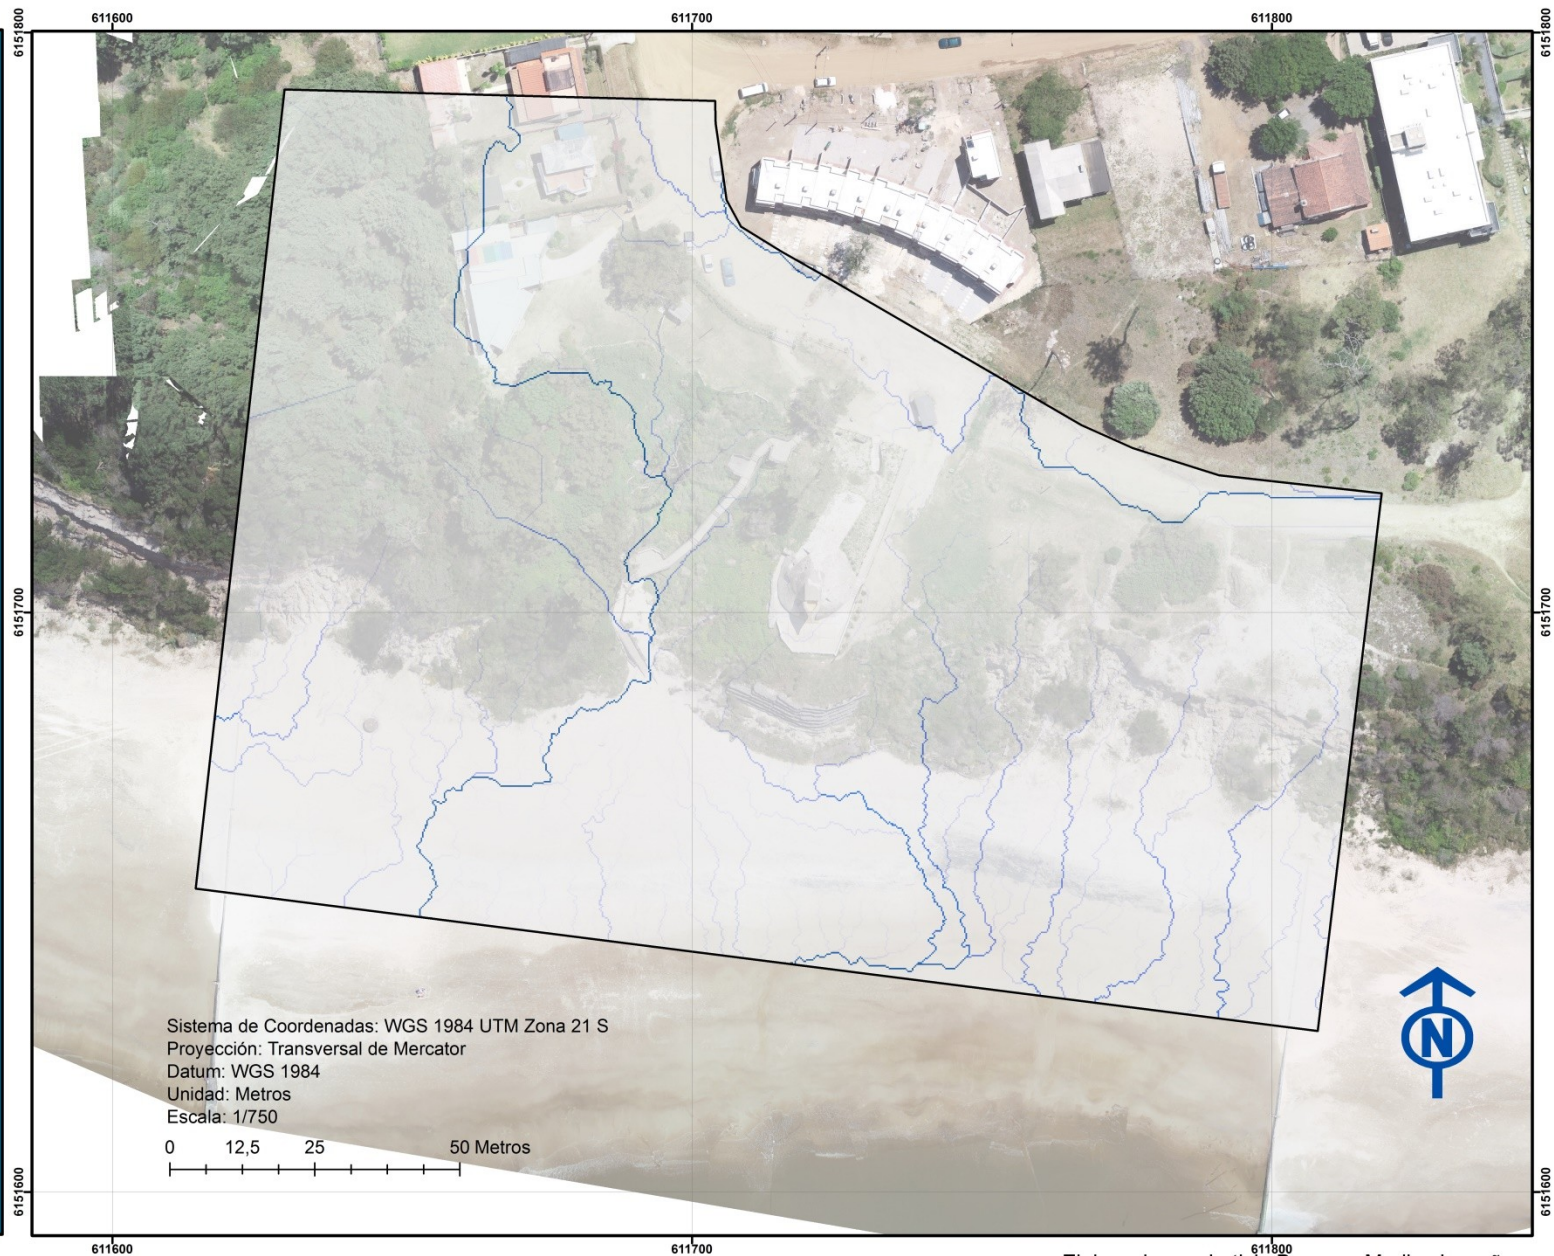 611600 611700 611800
6151800 6151800
6151700 6151700
N
Sistema de Coordenadas: WGS 1984 UTM Zona 21 S
Proyección: Transversal de Mercator
Datum: WGS 1984
Unidad: Metros
Escala: 1/750
0 12,5 25 50 Metros
6151600 6151600
611600 611700 611800